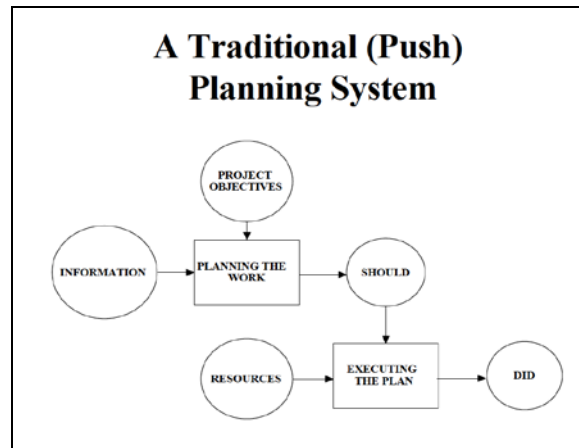 A Traditional (Push)
Planning System
PROJECT
OBJECTIVES
INFORMATION
PLANNING THE
WORK
SHOULD
RESOURCES
EXECUTING
THE PLAN
DID